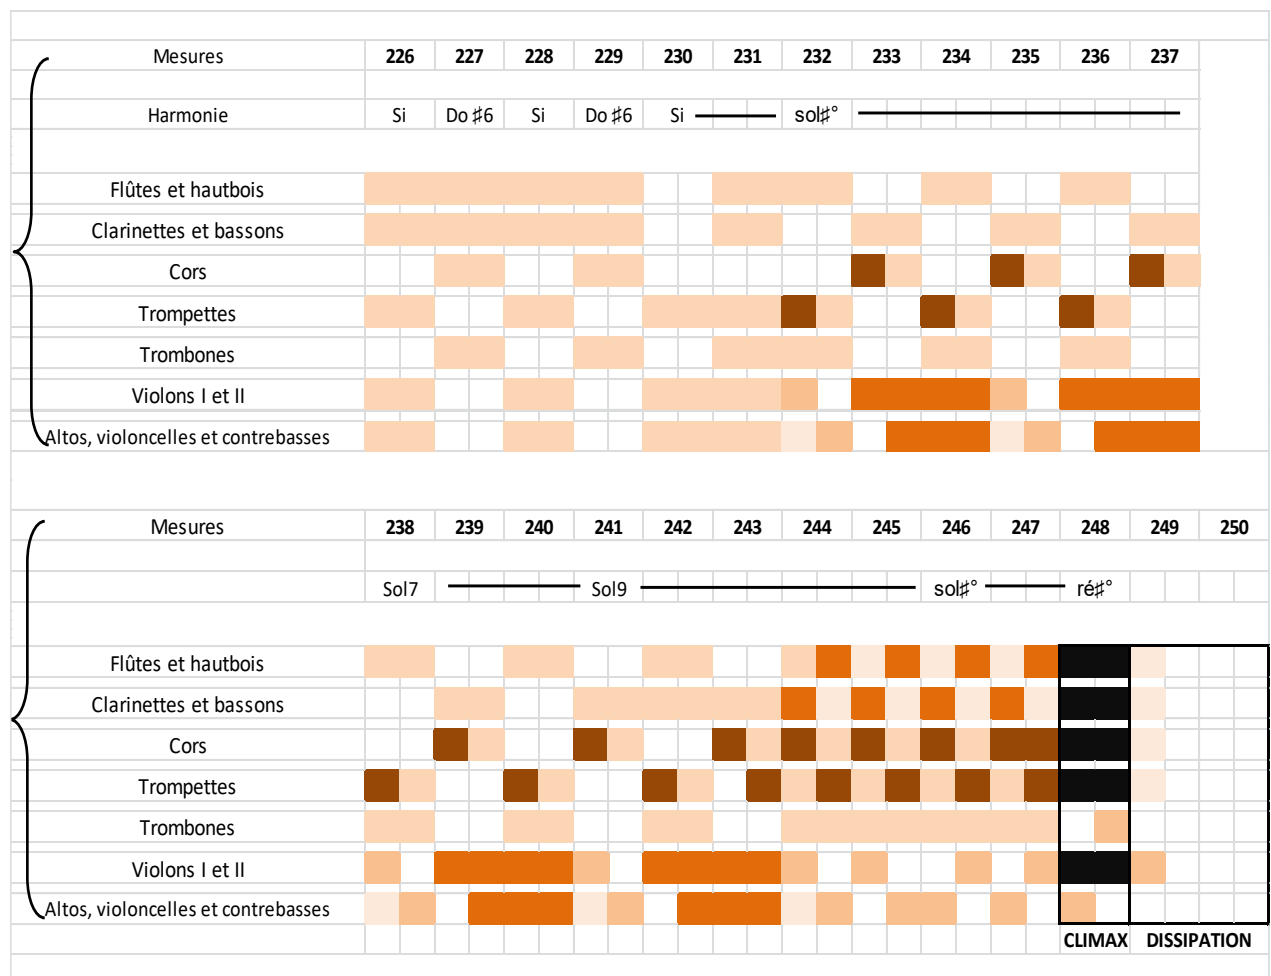 Mesures 226 227 228 229 230 231 232 233 234 235 236 237
Harmonie Si Do ♯6 Si Do ♯6 Si sol♯°
Flûtes et hautbois
Clarinettes et bassons
Cors
Trompettes
Trombones
Violons I et II
Altos, violoncelles et contrebasses
Mesures 238 239 240 241 242 243 244 245 246 247 248 249 250
Sol7 Sol9 sol♯° ré♯°
Flûtes et hautbois
Clarinettes et bassons
Cors
Trompettes
Trombones
Violons I et II
Altos, violoncelles et contrebasses
CLIMAX DISSIPATION